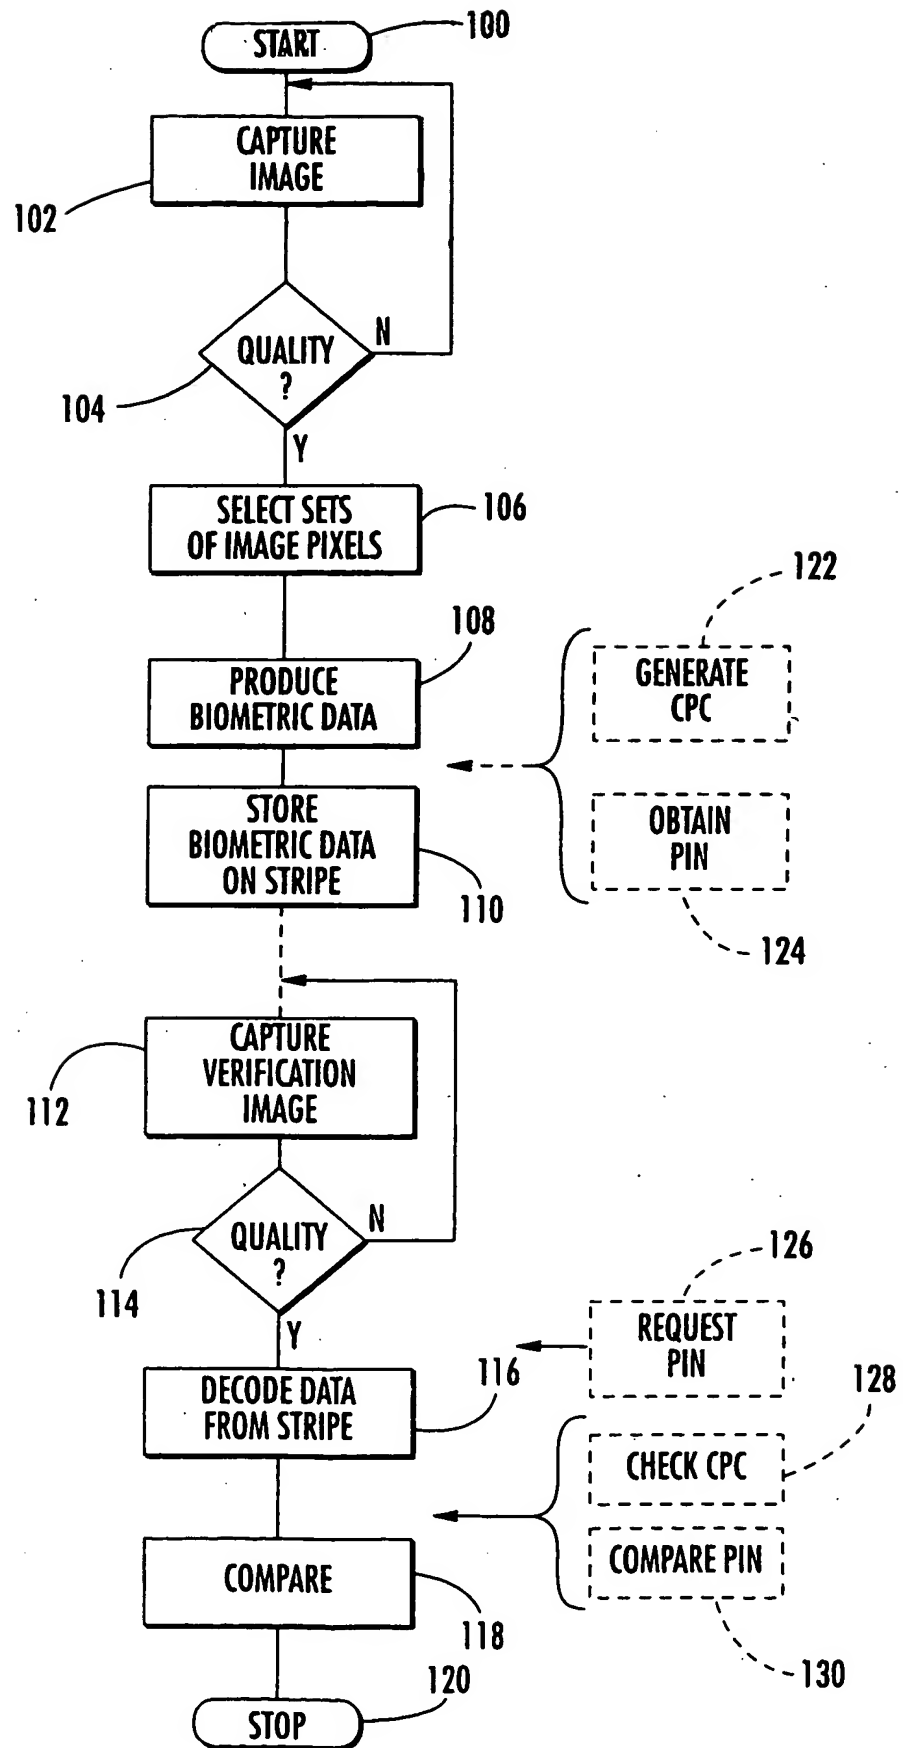 START
100
CAPTURE
IMAGE
102
QUALITY
?
N
104
Y
SELECT SETS
OF IMAGE PIXELS
106
122
108
GENERATE
CPC
PRODUCE
BIOMETRIC DATA
STORE
BIOMETRIC DATA
ON STRIPE
OBTAIN
PIN
110
124
CAPTURE
VERIFICATION
IMAGE
112
QUALITY
?
N
114
Y
126
REQUEST
PIN
DECODE DATA
FROM STRIPE
116
128
CHECK CPC
COMPARE PIN
COMPARE
118
130
120
STOP